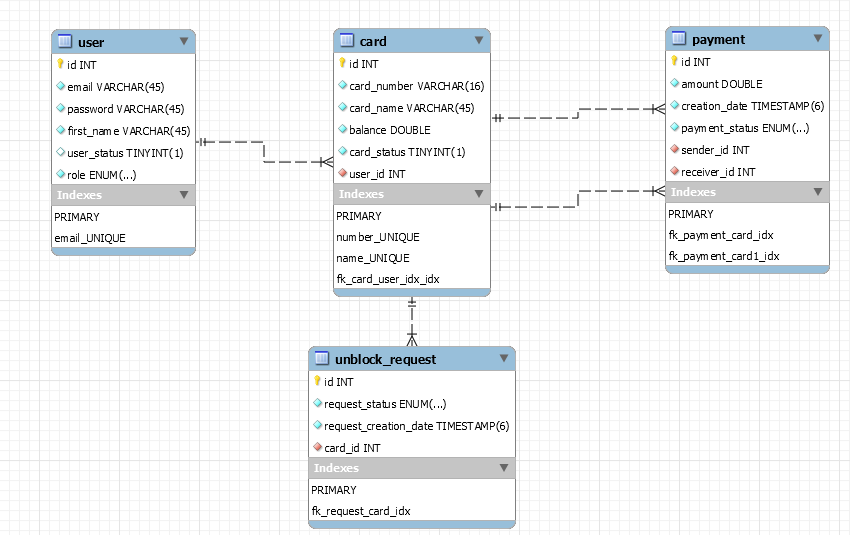 user
id INT
email VARCHAR(45)
password VARCHAR(45)
first_name VARCHAR(45)
user_status TINYINT(1)
role ENUM(...)
Indexes
PRIMARY
email_UNIQUE
card
id INT
card_number VARCHAR(16)
card_name VARCHAR(45)
balance DOUBLE
card_status TINYINT(1)
user_id INT
Indexes
PRIMARY
number_UNIQUE
name_UNIQUE
fk_card_user_idx_idx
payment
id INT
amount DOUBLE
creation_date TIMESTAMP(6)
payment_status ENUM(...)
sender_id INT
receiver_id INT
Indexes
PRIMARY
fk_payment_card_idx
fk_payment_card1_idx
unblock_request
id INT
request_status ENUM(...)
request_creation_date TIMESTAMP(6)
card_id INT
Indexes
PRIMARY
fk_request_card_idx